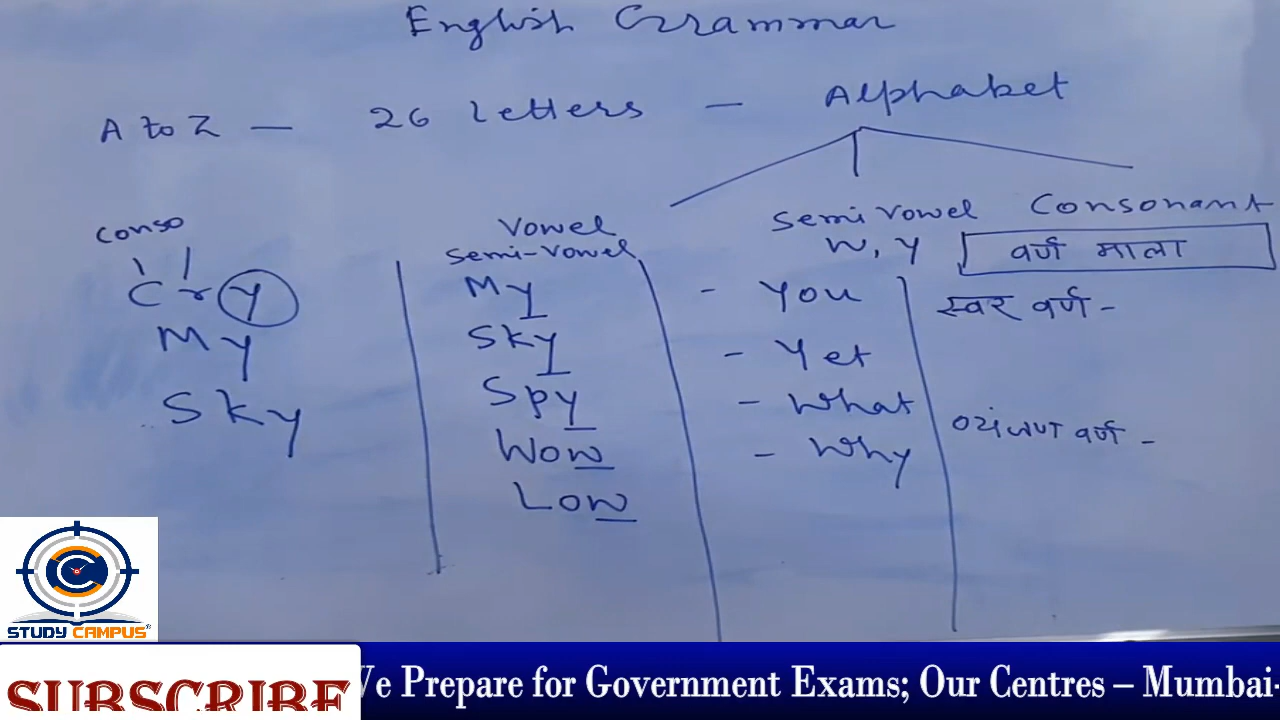 English Grammar
A to Z — 26 Letters — Alphabet
Vowel Semi Vowel Consonant
Conso Semi-Vowel W, Y वर्ण माला
Cry My - You स्वर वर्ण -
My Sky - Yet
Sky Spy - What व्यंजण वर्ण -
Wow - Why
Low
STUDY CAMPUS
SUBSCRIBE
We Prepare for Government Exams; Our Centres – Mumbai-